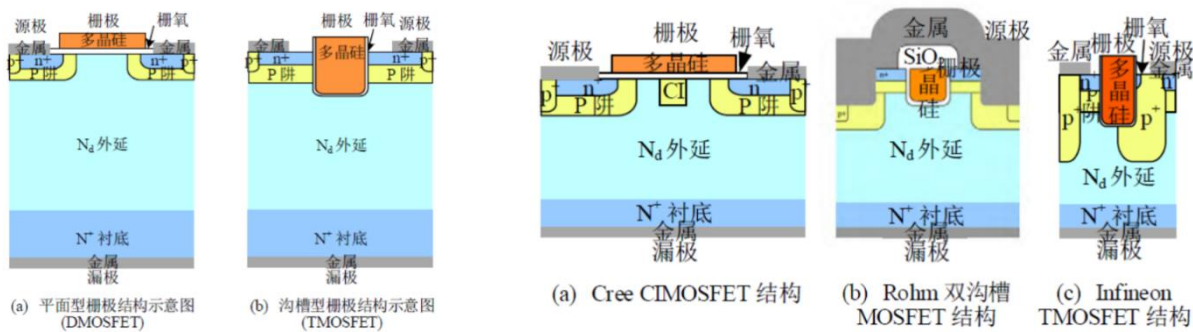 源极
栅极
栅氧
金属
多晶硅
金属
p+
n+
P 阱
n+
P 阱
p+
Nd 外延
N+ 衬底
金属
漏极
(a) 平面型栅极结构示意图
(DMOSFET)
源极
栅极
栅氧
金属
多晶硅
金属
p+
n+
P 阱
n+
P 阱
p+
Nd 外延
N+ 衬底
金属
漏极
(b) 沟槽型栅极结构示意图
(TMOSFET)
源极
栅极
栅氧
多晶硅
金属
p+
n+
P 阱
CI
n+
P 阱
p+
Nd 外延
N+ 衬底
金属
漏极
(a) Cree CIMOSFET 结构
金属
源极
SiO
n+
栅极
晶
硅
p+
p+
Nd 外延
N+ 衬底
金属
漏极
(b) Rohm 双沟槽
MOSFET 结构
栅氧
金属
栅极
源极
金属
多
晶
硅
n
n
p+
阱
p+
Nd 外延
N+ 衬底
金属
漏极
(c) Infineon
TMOSFET 结构